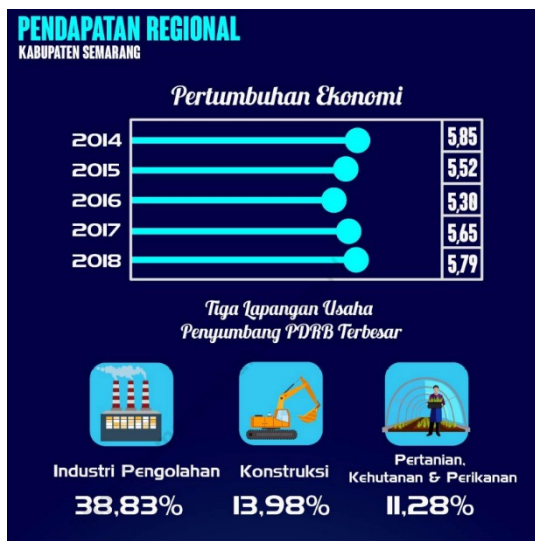 PENDAPATAN REGIONAL
KABUPATEN SEMARANG
Pertumbuhan Ekonomi
2014 5,85
2015 5,52
2016 5,30
2017 5,65
2018 5,79
Tiga Lapangan Usaha
Penyumbang PDRB Terbesar
Industri Pengolahan
38,83%
Konstruksi
13,98%
Pertanian,
Kehutanan & Perikanan
11,28%